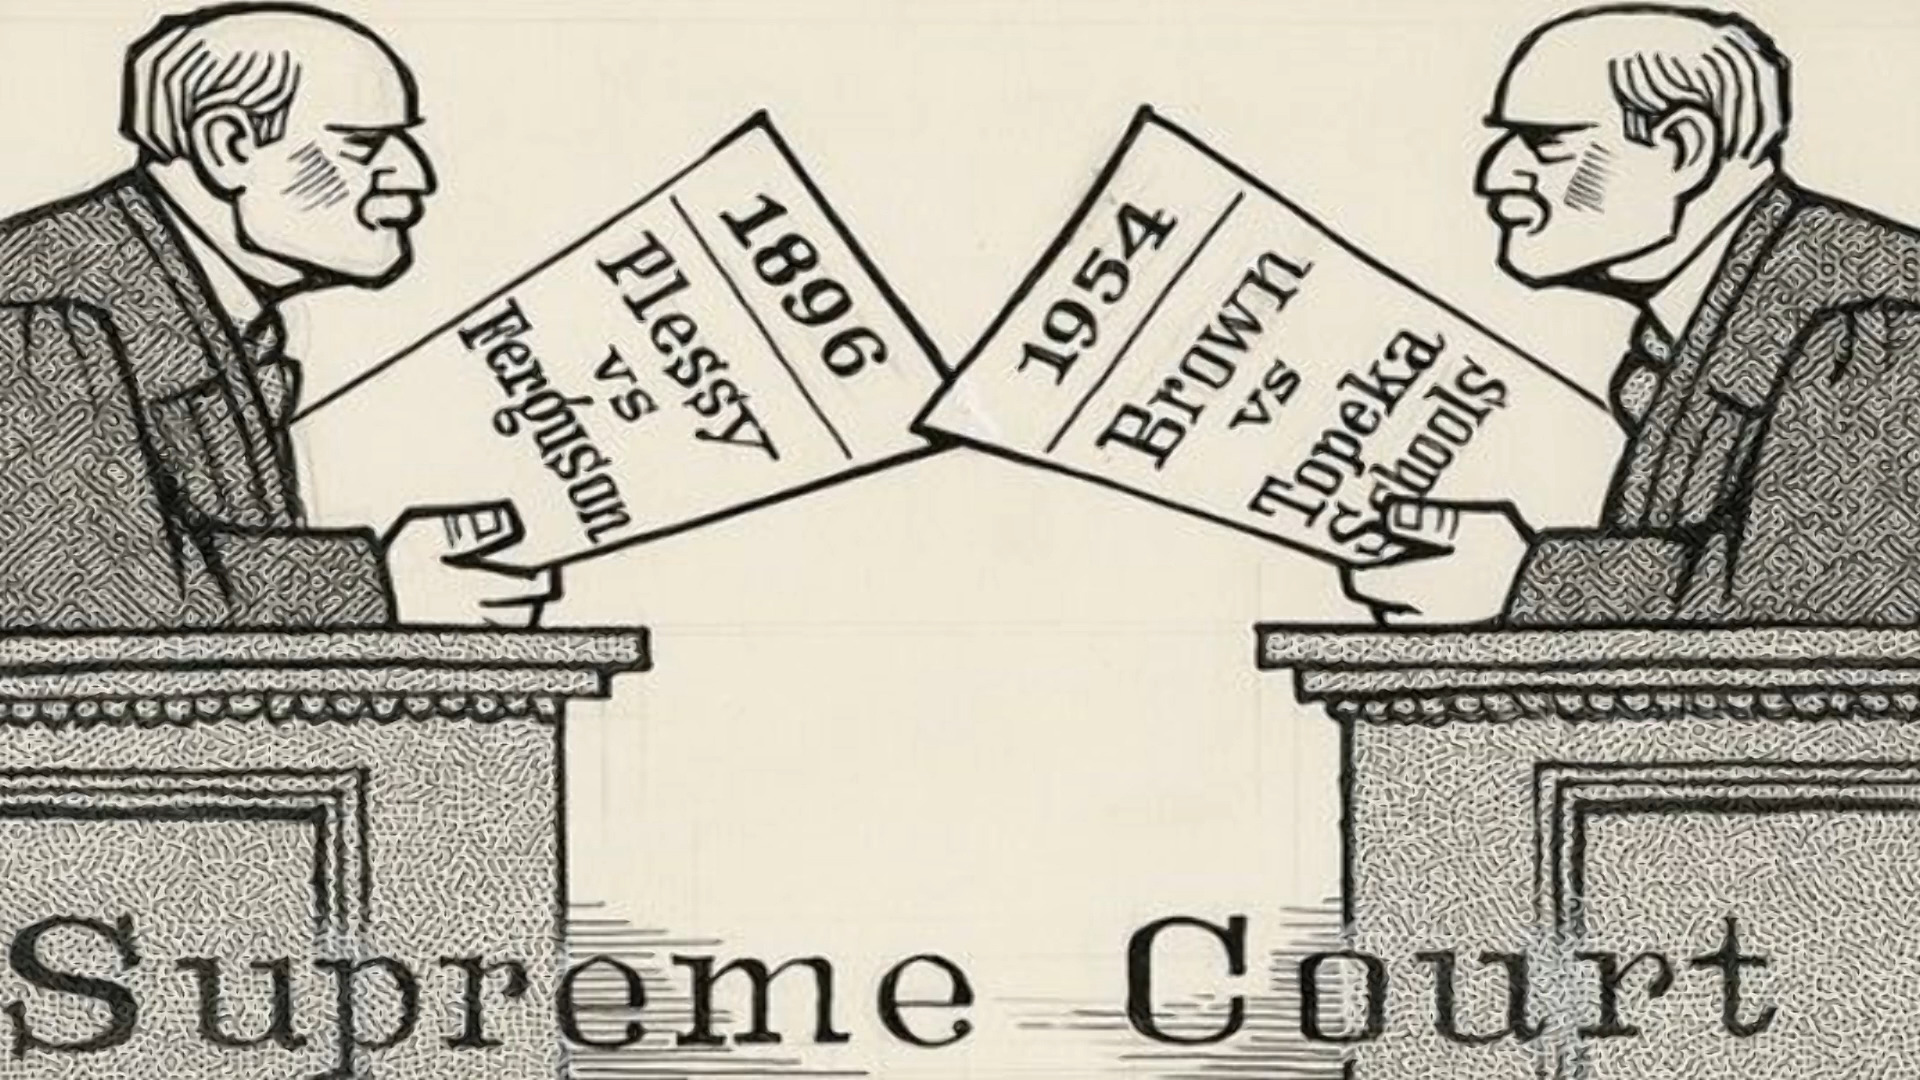 1896
Plessy
vs
Ferguson
1954
Brown
vs
Topeka
Schools
Supreme Court